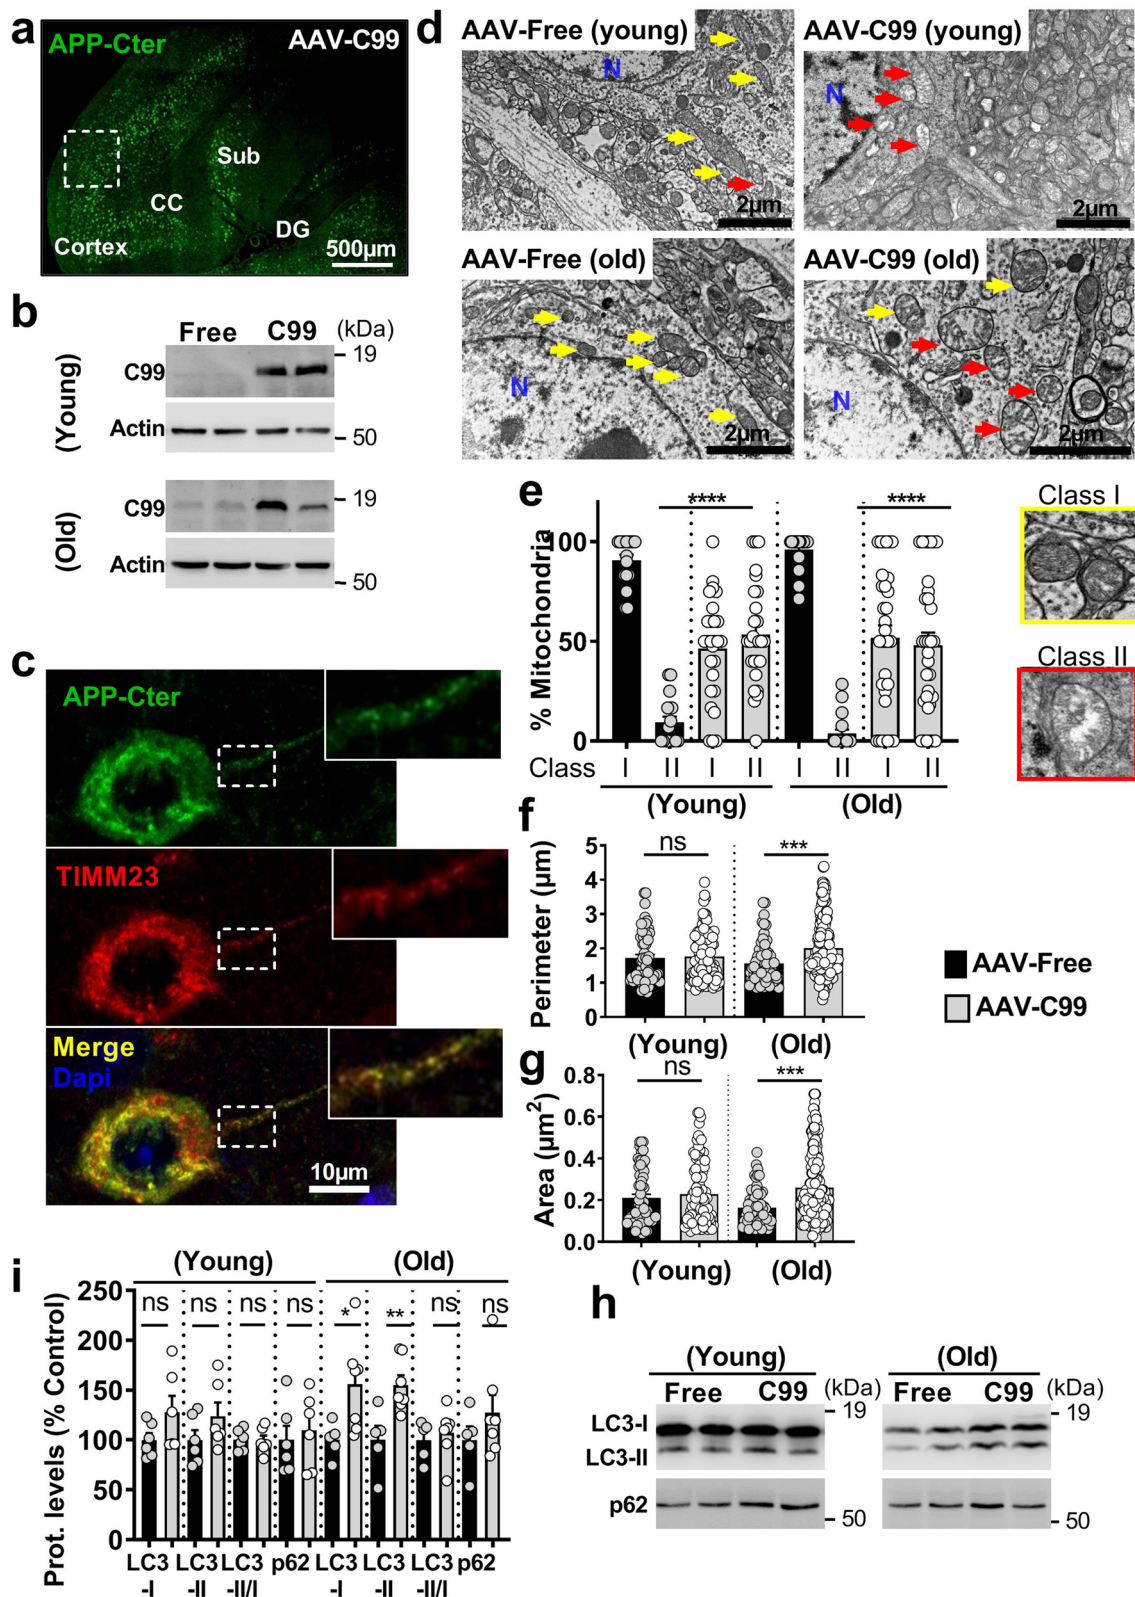 a
APP-Cter
AAV-C99
Sub
CC
DG
Cortex
500µm
b
Free
C99
(kDa)
(Young)
C99
19
Actin
50
(Old)
C99
19
Actin
50
c
APP-Cter
TIMM23
Merge
Dapi
10µm
d
AAV-Free (young)
N
2µm
AAV-C99 (young)
N
2µm
AAV-Free (old)
N
2µm
AAV-C99 (old)
N
2µm
e
% Mitochondria
100
50
0
****
****
Class
I
II
I
II
I
II
I
II
(Young)
(Old)
Class I
Class II
f
Perimeter (µm)
5
4
3
2
1
0
ns
***
(Young)
(Old)
AAV-Free
AAV-C99
g
Area (µm²)
0.8
0.6
0.4
0.2
0.0
ns
***
(Young)
(Old)
h
(Young)
(Old)
Free
C99
(kDa)
Free
C99
(kDa)
LC3-I
LC3-II
19
19
p62
50
50
i
(Young)
(Old)
Prot. levels (% Control)
250
200
150
100
50
0
ns
ns
ns
ns
*
**
ns
ns
LC3 -I
LC3 -II
LC3 -II/I
p62
LC3 -I
LC3 -II
LC3 -II/I
p62